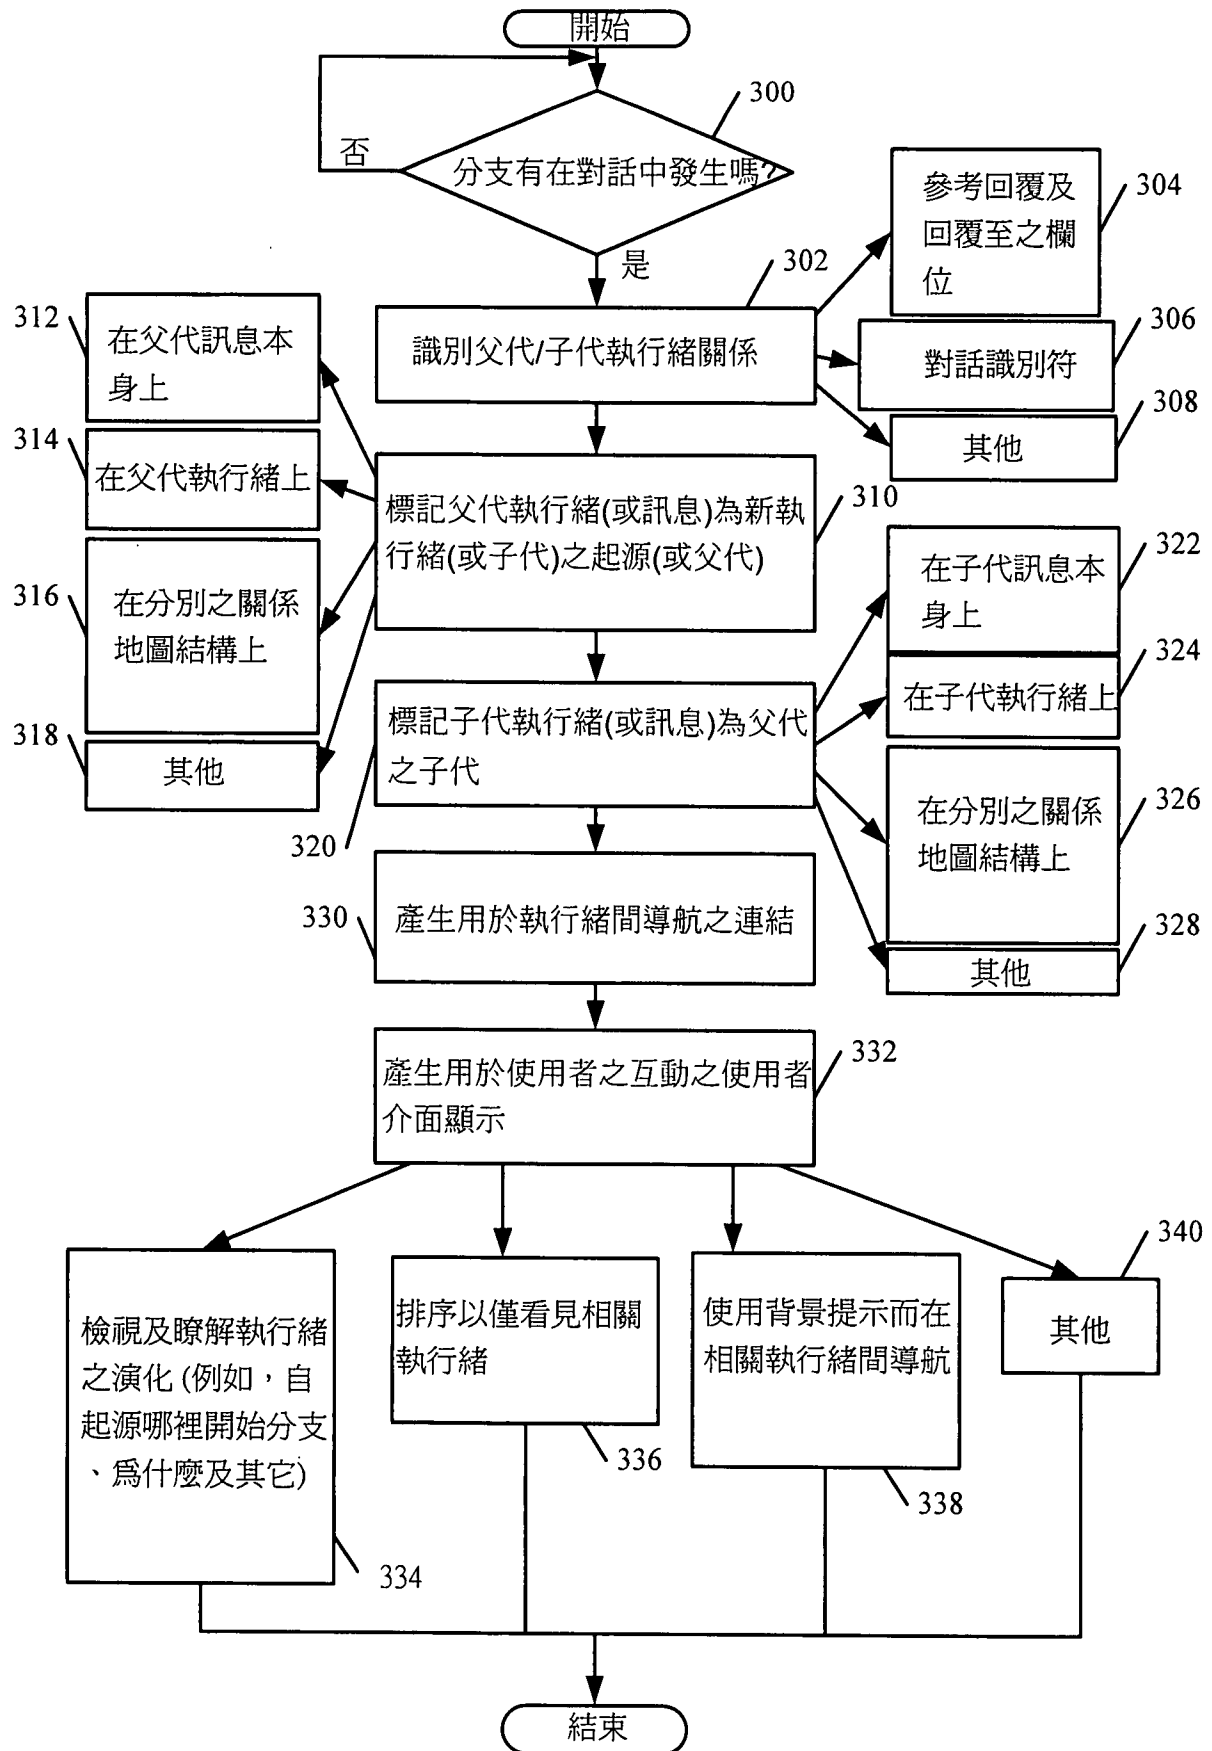 開始
300
否
分支有在對話中發生嗎?
是
302
參考回覆及
回覆至之欄
位
304
306
對話識別符
308
其他
312
在父代訊息本
身上
識別父代/子代執行緒關係
314
在父代執行緒上
標記父代執行緒(或訊息)為新執
行緒(或子代)之起源(或父代)
310
316
在分別之關係
地圖結構上
322
在子代訊息本
身上
324
在子代執行緒上
318
其他
標記子代執行緒(或訊息)為父代
之子代
320
326
在分別之關係
地圖結構上
328
其他
330
產生用於執行緒間導航之連結
332
產生用於使用者之互動之使用者
介面顯示
340
檢視及瞭解執行緒
之演化(例如，自
起源哪裡開始分支
、爲什麼及其它)
334
排序以僅看見相關
執行緒
336
使用背景提示而在
相關執行緒間導航
338
其他
結束